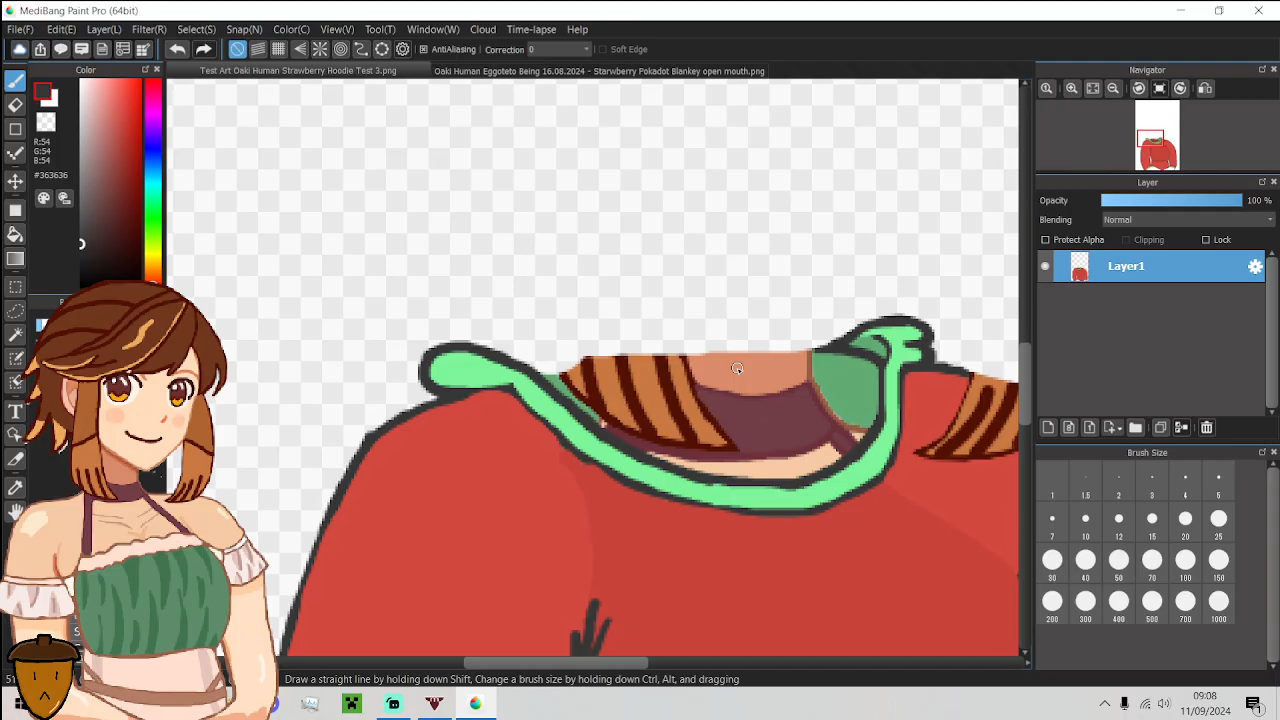 MediBang Paint Pro (64bit)
File(F) Edit(E) Layer(L) Filter(R) Select(S) Snap(N) Color(C) View(V) Tool(T) Window(W) Cloud Time-lapse Help
AntiAliasing Correction 0 Soft Edge
Color
Test Art Oaki Human Strawberry Hoodie Test 3.png
Oaki Human Eggoteto Being 16.08.2024 - Starwberry Pokadot Blankey open mouth.png
Navigator
R:54
G:54
B:54
#363636
Layer
Opacity 100 %
Blending Normal
Protect Alpha Clipping Lock
Layer1
Brush Size
1 1.5 2 3 4 5
7 10 12 15 20 25
30 40 50 70 100 150
200 300 400 500 700 1000
Draw a straight line by holding down Shift, Change a brush size by holding down Ctrl, Alt, and dragging
09:08
11/09/2024
1